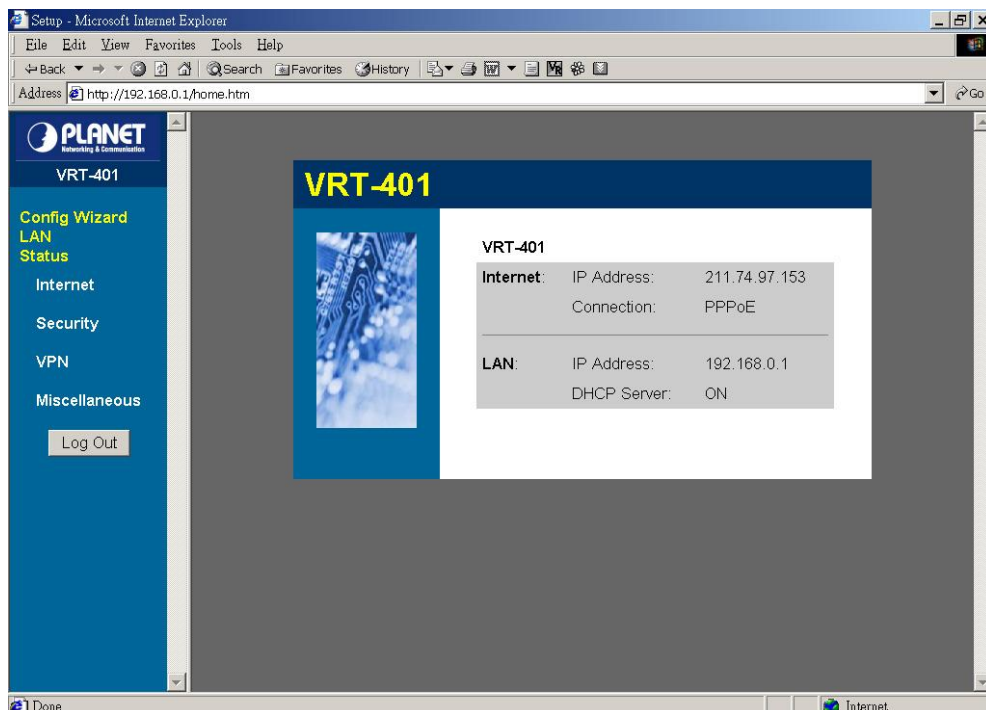 Setup - Microsoft Internet Explorer
File Edit View Favorites Tools Help
Back Search Favorites History
Address http://192.168.0.1/home.htm Go
PLANET
Networking & Communication
VRT-401
Config Wizard
LAN
Status
Internet
Security
VPN
Miscellaneous
Log Out
VRT-401
VRT-401
Internet: IP Address: 211.74.97.153
Connection: PPPoE
LAN: IP Address: 192.168.0.1
DHCP Server: ON
Done Internet